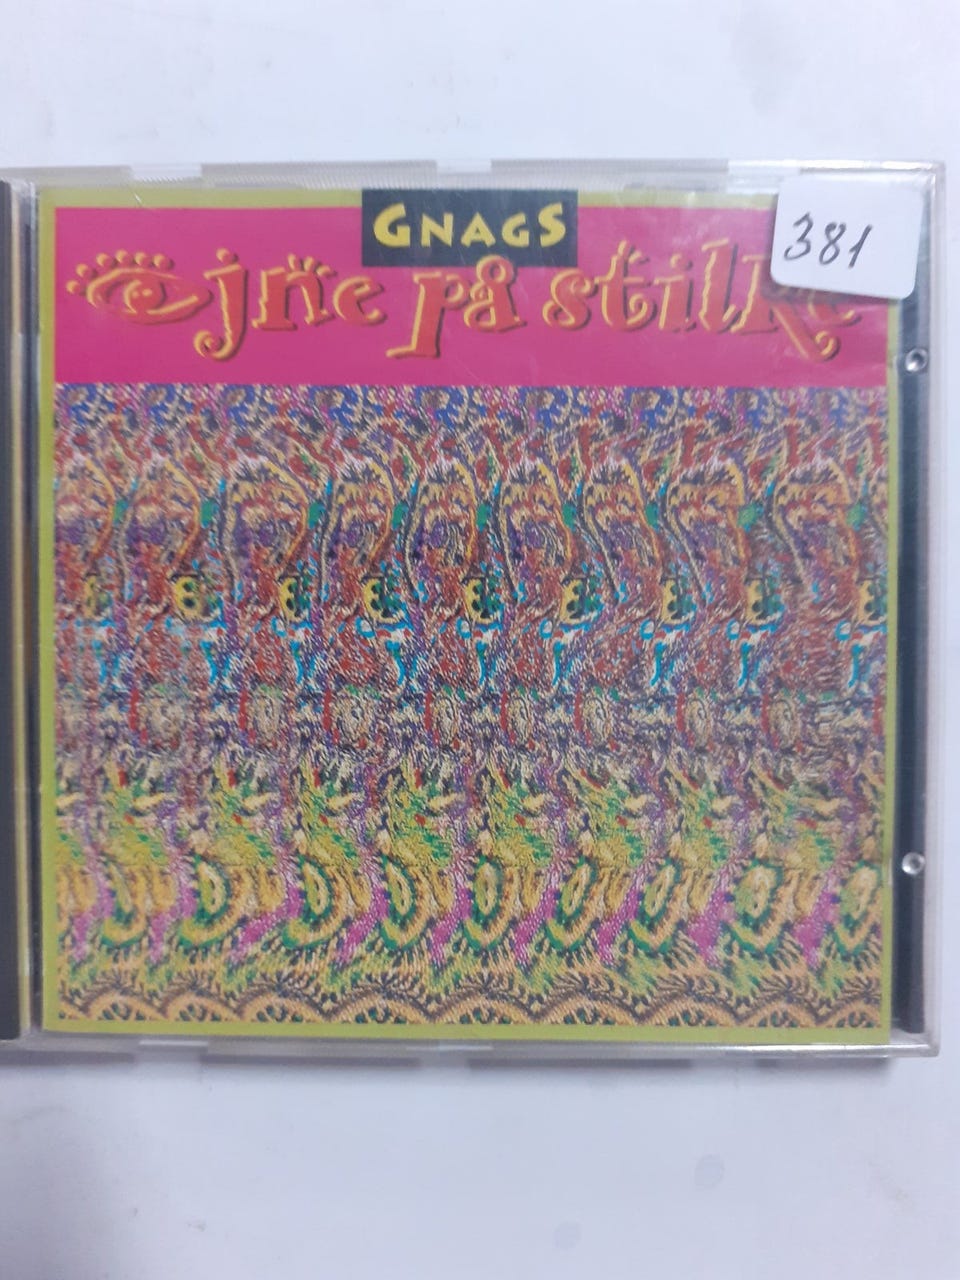 GNAGS
Øjne på stilke
381